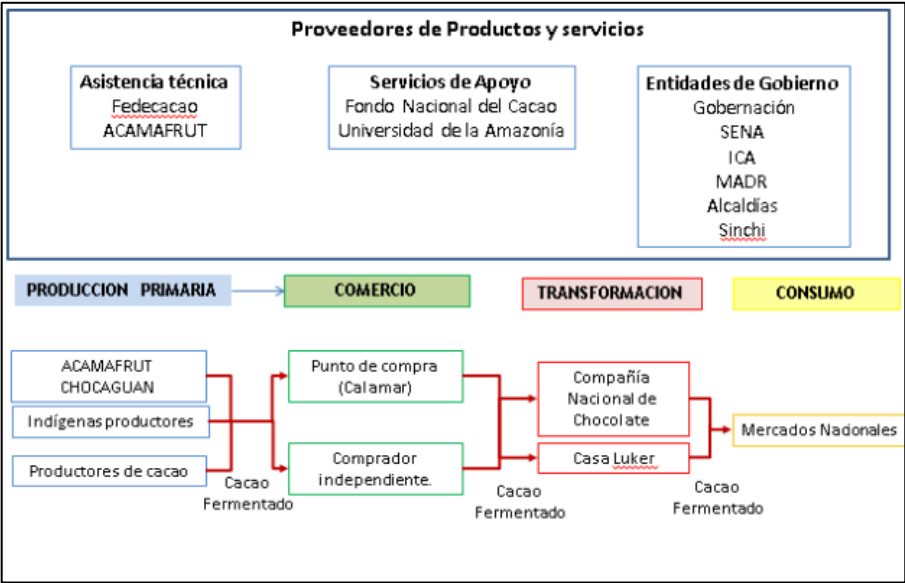 Proveedores de Productos y servicios
Asistencia técnica
Fedecacao
ACAMAFRUT
Servicios de Apoyo
Fondo Nacional del Cacao
Universidad de la Amazonía
Entidades de Gobierno
Gobernación
SENA
ICA
MADR
Alcaldías
Sinchi
PRODUCCION PRIMARIA
COMERCIO
TRANSFORMACION
CONSUMO
ACAMAFRUT
CHOCAGUAN
Indígenas productores
Productores de cacao
Cacao
Fermentado
Punto de compra
(Calamar)
Comprador
independiente.
Cacao
Fermentado
Compañía
Nacional de
Chocolate
Casa Luker
Cacao
Fermentado
Mercados Nacionales